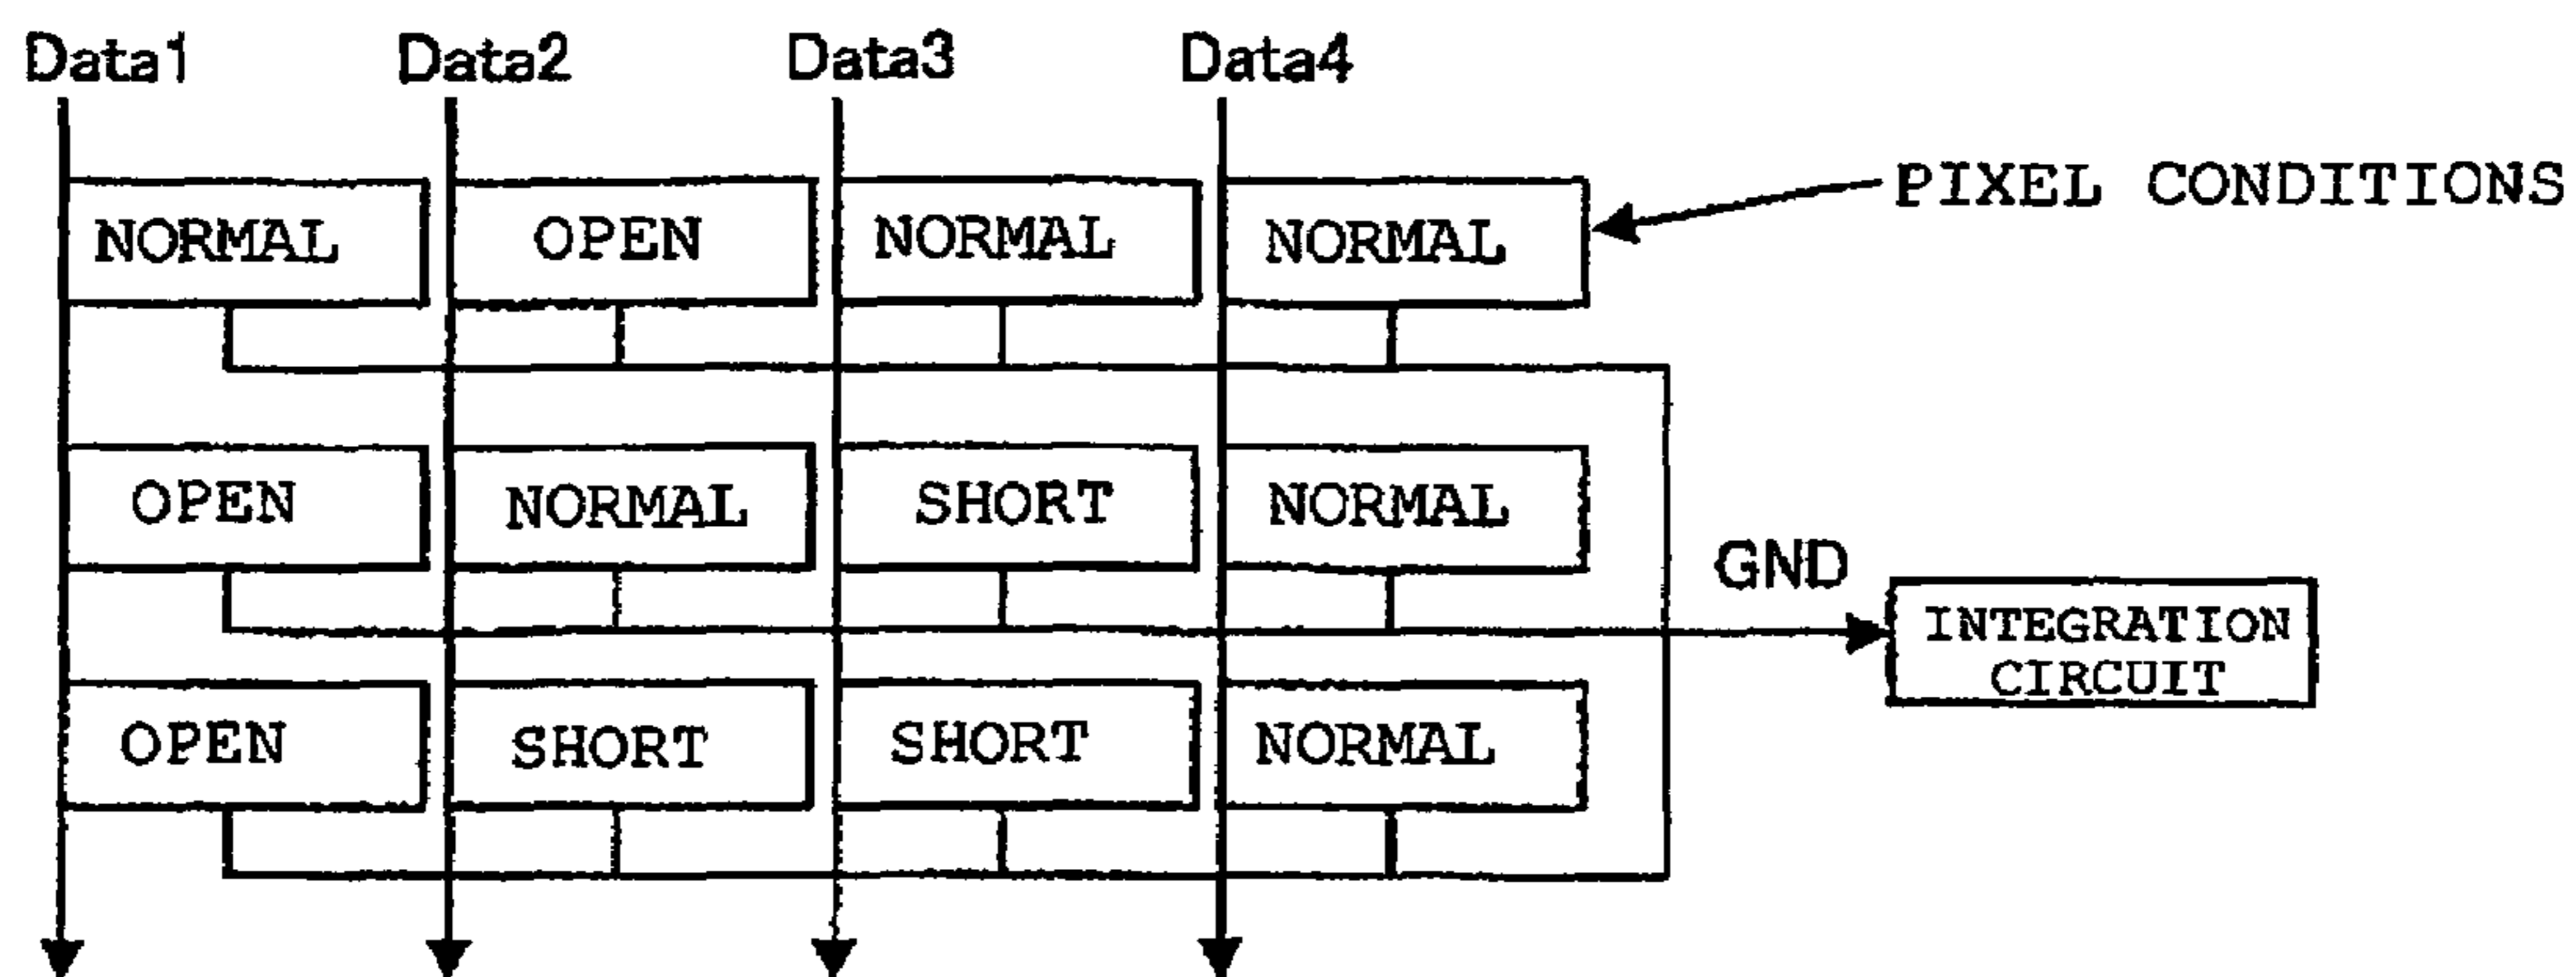 Data1 Data2 Data3 Data4
NORMAL OPEN NORMAL NORMAL
PIXEL CONDITIONS
OPEN NORMAL SHORT NORMAL
GND
INTEGRATION
CIRCUIT
OPEN SHORT SHORT NORMAL